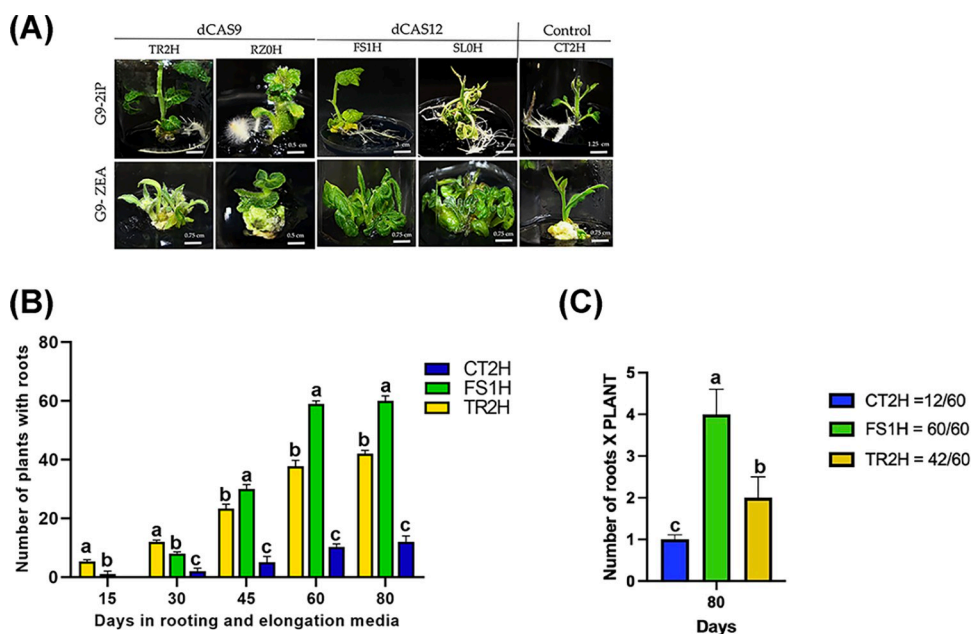 (A)
dCAS9 dCAS12 Control
TR2H RZ0H FS1H SL0H CT2H
G9-2iP
1.5 cm 0.5 cm 3 cm 2.5 cm 1.25 cm
G9- ZEA
0.75 cm 0.5 cm 0.75 cm 0.75 cm 0.75 cm
(B)
Number of plants with roots
80
60
40
20
0
a b
a b c
b a c
b a c
b a c
15 30 45 60 80
Days in rooting and elongation media
CT2H
FS1H
TR2H
(C)
Number of roots X PLANT
5
4
3
2
1
0
c a b
80
Days
CT2H =12/60
FS1H = 60/60
TR2H = 42/60